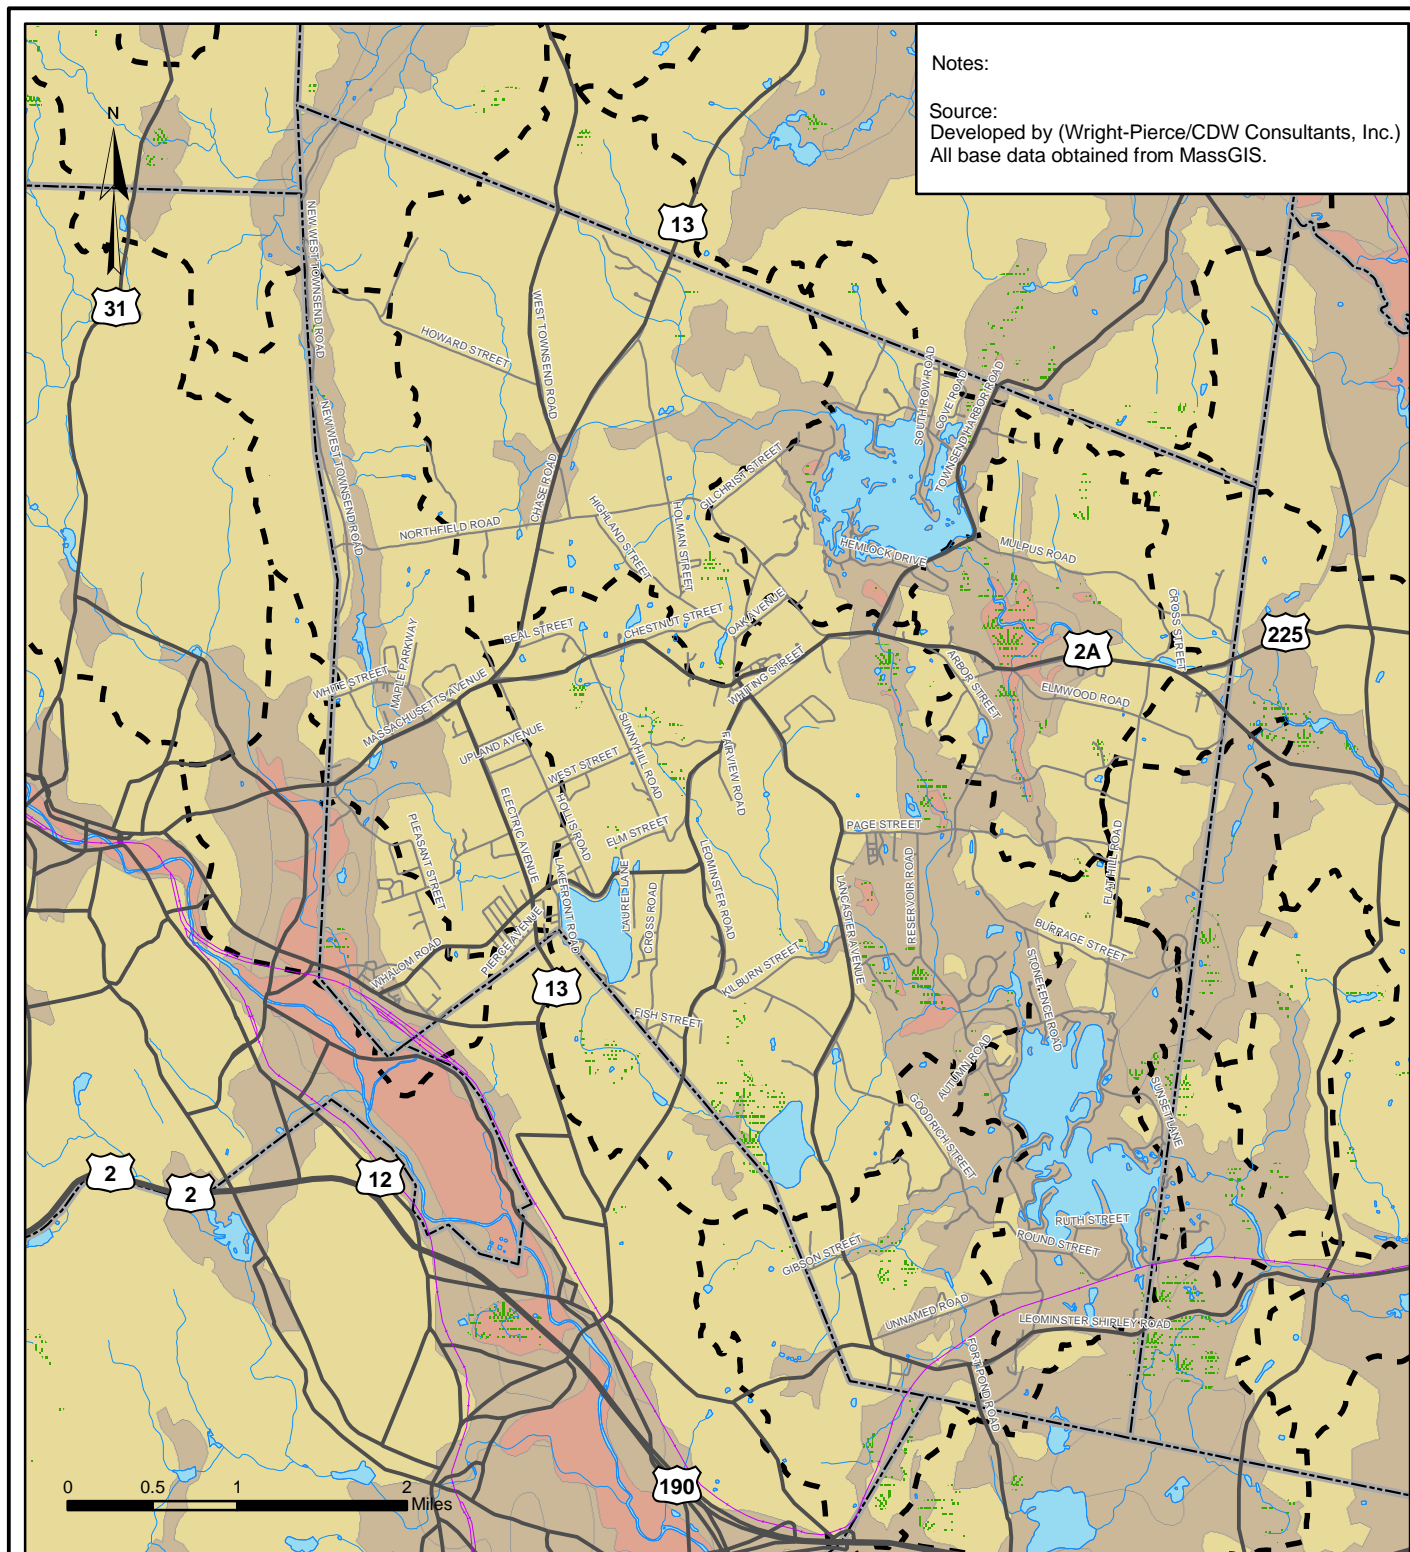 Notes:
Source:
Developed by (Wright-Pierce/CDW Consultants, Inc.)
All base data obtained from MassGIS.
N
13
31
NEW WEST TOWNSEND ROAD
WEST TOWNSEND ROAD
HOWARD STREET
SOUTH ROW ROAD
COVE ROAD
TOWNSEND HARBOR ROAD
NEW WEST TOWNSEND ROAD
CHASE ROAD
GILCHRIST STREET
NORTHFIELD ROAD
HIGHLAND STREET
HOLMAN STREET
HEMLOCK DRIVE
MULPUS ROAD
CROSS STREET
225
2A
OAK AVENUE
CHESTNUT STREET
BEAL STREET
MAPLE PARKWAY
WHITE STREET
MASSACHUSETTS AVENUE
WHITING STREET
ARBOR STREET
ELMWOOD ROAD
UPLAND AVENUE
WEST STREET
SUNNYHILL ROAD
FAIRVIEW ROAD
ELECTRIC AVENUE
HOLLIS ROAD
ELM STREET
PLEASANT STREET
PAGE STREET
FLAT HILL ROAD
LEOMINSTER ROAD
LAKEFRONT ROAD
LAUREL LANE
CROSS ROAD
LANCASTER AVENUE
RESERVOIR ROAD
BURRAGE STREET
PIERCE AVENUE
WHALOM ROAD
KILBURN STREET
STONEFENCE ROAD
13
FISH STREET
AUTUMN ROAD
GOODRICH STREET
SUNSET LANE
2
2
12
RUTH STREET
ROUND STREET
GIBSON STREET
UNNAMED ROAD
LEOMINSTER SHIRLEY ROAD
FORT POND ROAD
190
0 0.5 1 2
Miles